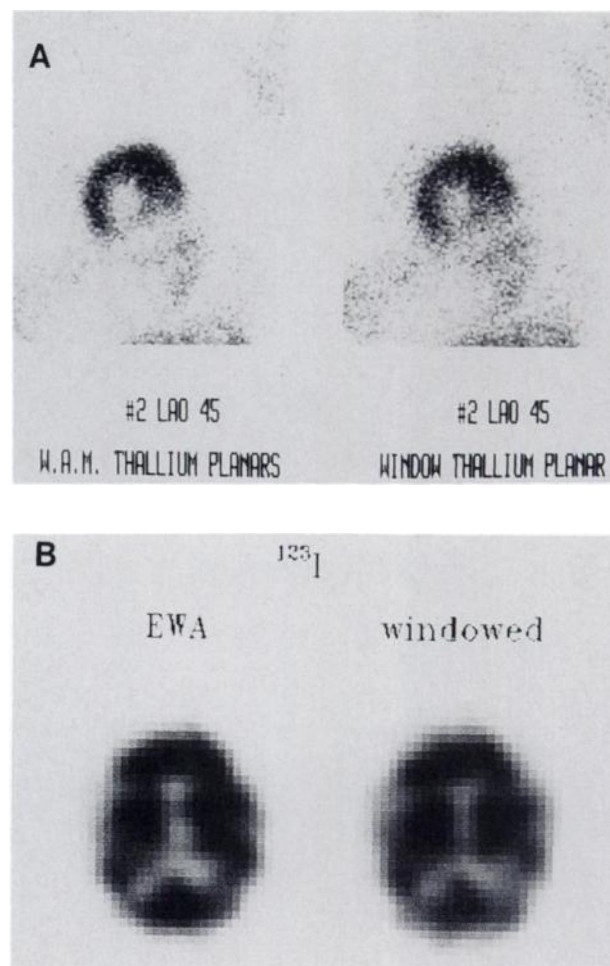 A
#2 LAO 45
#2 LAO 45
W.A.M. THALLIUM PLANARS
WINDOW THALLIUM PLANAR
B
¹²³I
EWA
windowed